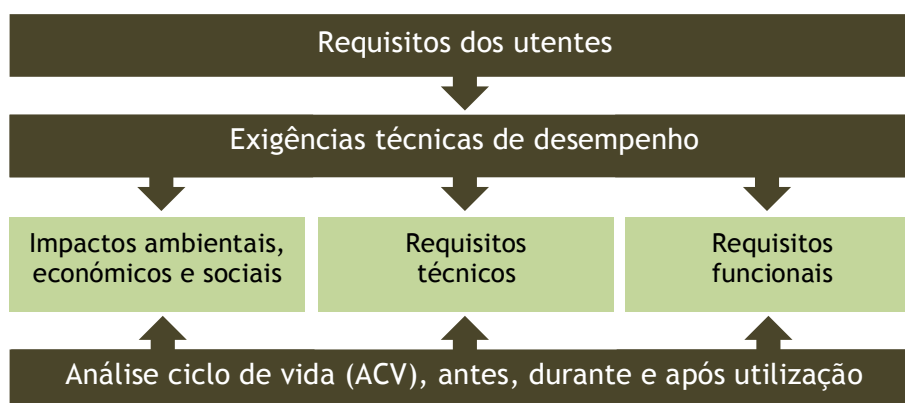 Requisitos dos utentes
Exigências técnicas de desempenho
Impactos ambientais,
económicos e sociais
Requisitos
técnicos
Requisitos
funcionais
Análise ciclo de vida (ACV), antes, durante e após utilização